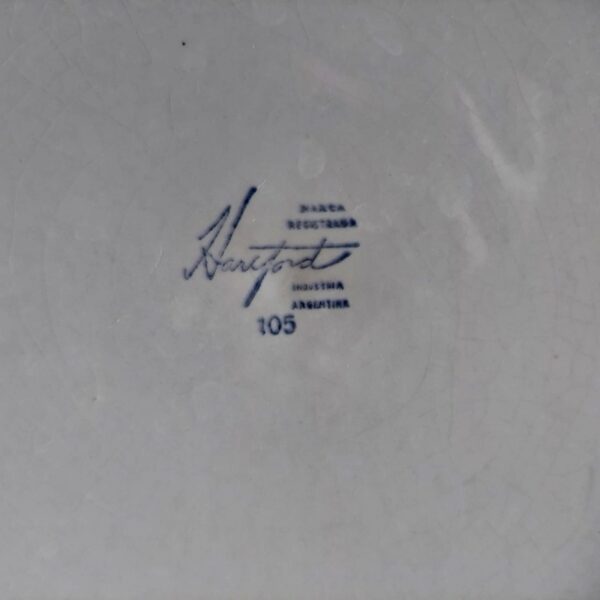 MARCA
REGISTRADA
Hartford
INDUSTRIA
ARGENTINA
105